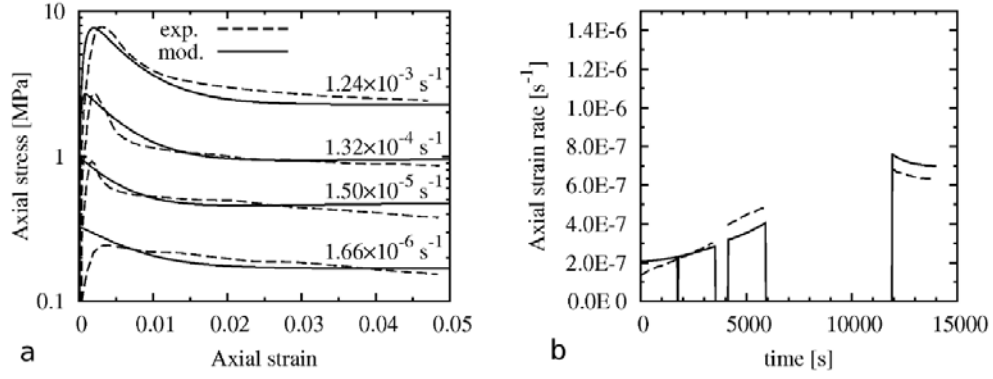 10
1
0.1
Axial stress [MPa]
exp.
mod.
1.24×10⁻³ s⁻¹
1.32×10⁻⁴ s⁻¹
1.50×10⁻⁵ s⁻¹
1.66×10⁻⁶ s⁻¹
0 0.01 0.02 0.03 0.04 0.05
Axial strain
a
1.4E-6
1.2E-6
1.0E-6
8.0E-7
6.0E-7
4.0E-7
2.0E-7
0.0E 0
Axial strain rate [s⁻¹]
0 5000 10000 15000
time [s]
b